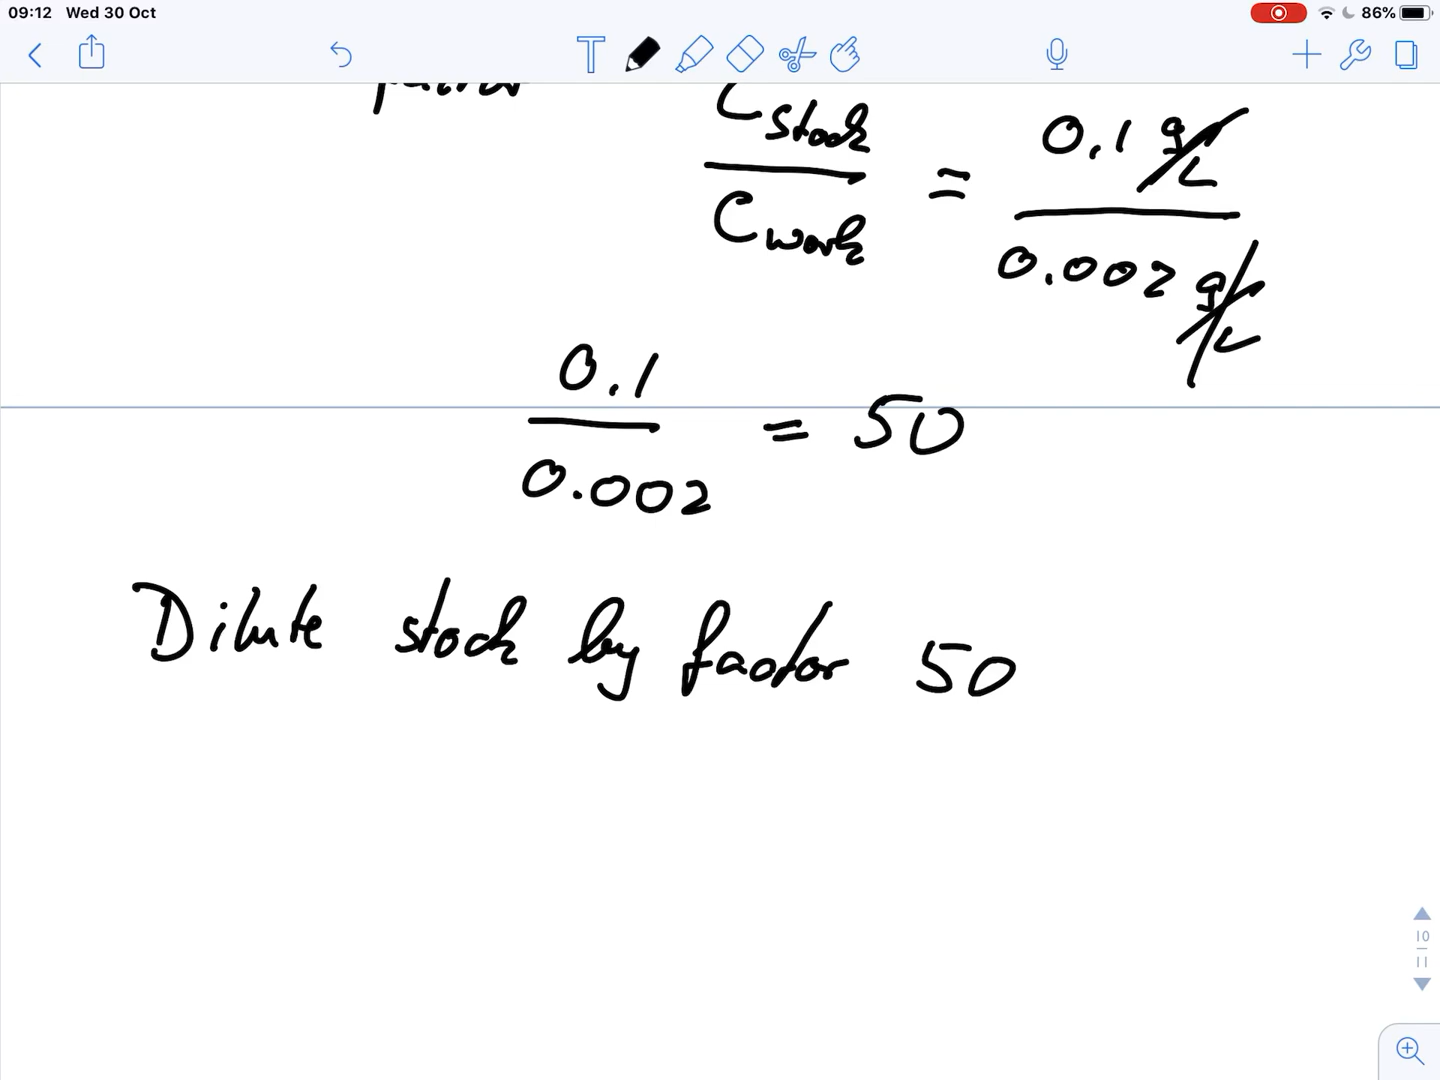 09:12 Wed 30 Oct
86%
T
C stock
C work
=
0.1 g/L
0.002 g/L
0.1
0.002
= 50
Dilute stock by factor 50
10
11